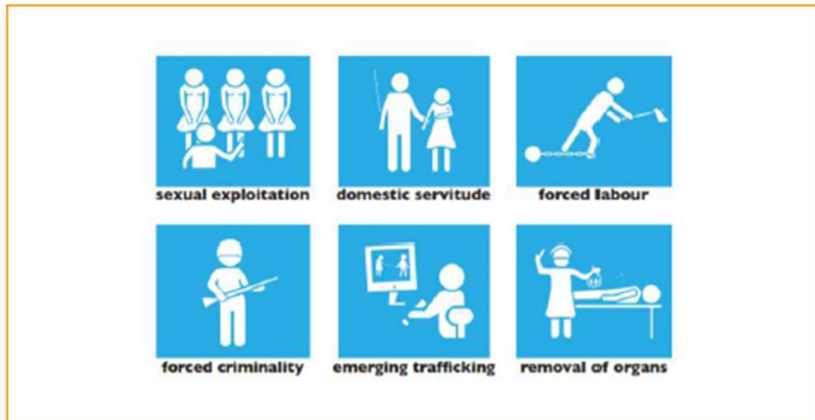 sexual exploitation domestic servitude forced labour
forced criminality emerging trafficking removal of organs